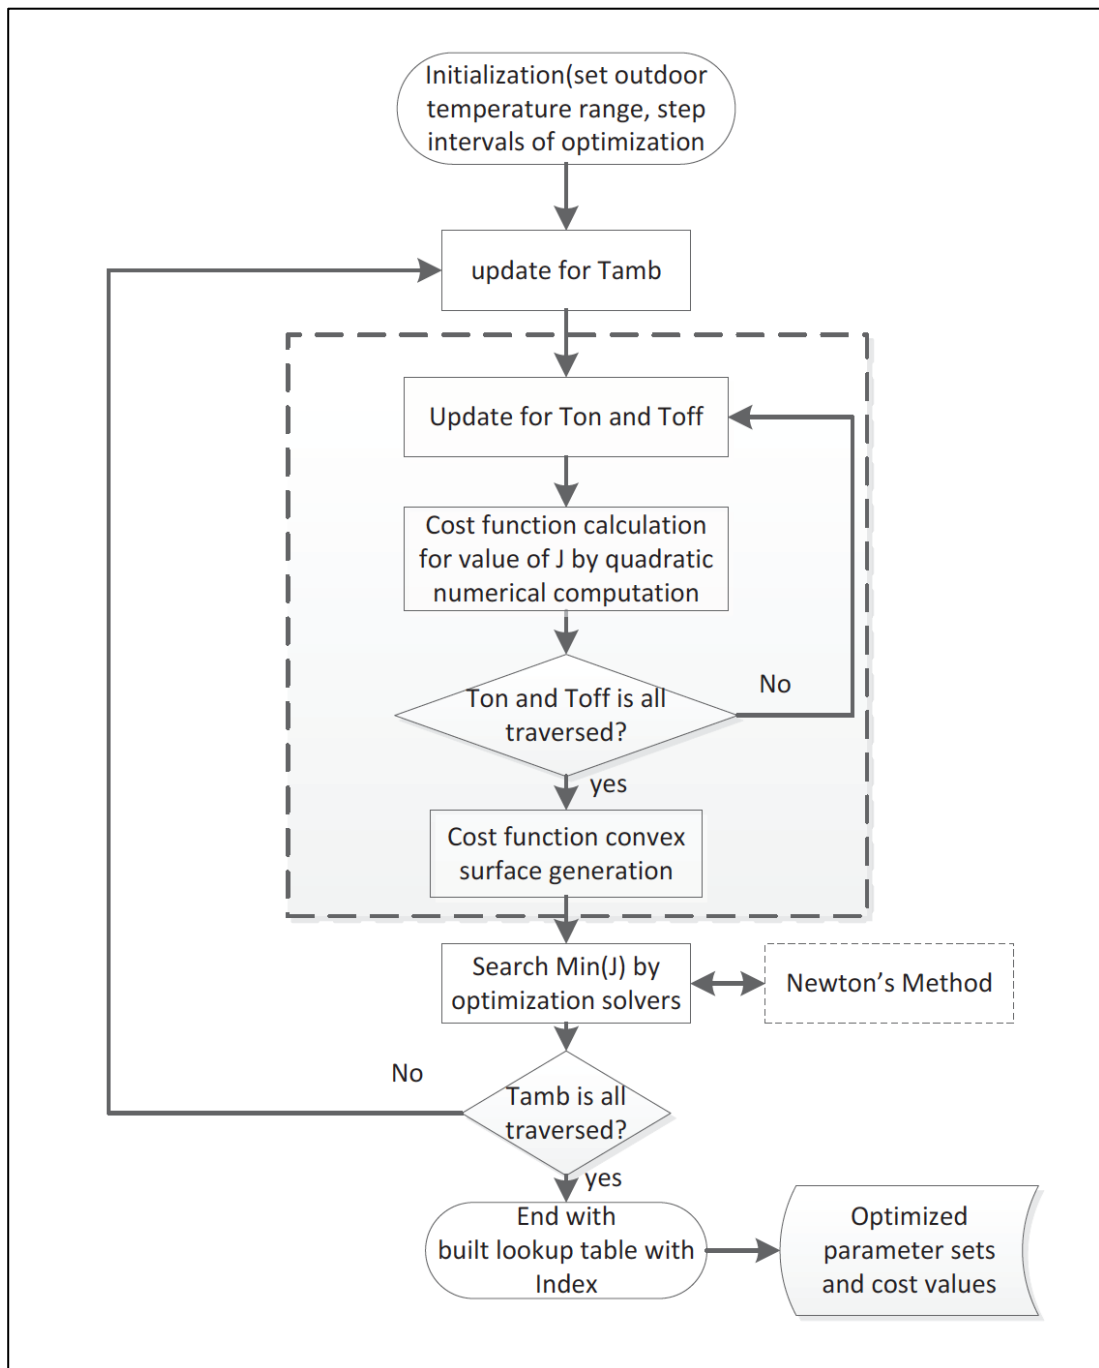 Initialization(set outdoor
temperature range, step
intervals of optimization
update for Tamb
Update for Ton and Toff
Cost function calculation
for value of J by quadratic
numerical computation
Ton and Toff is all
traversed?
No
yes
Cost function convex
surface generation
Search Min(J) by
optimization solvers
Newton’s Method
No
Tamb is all
traversed?
yes
End with
built lookup table with
Index
Optimized
parameter sets
and cost values